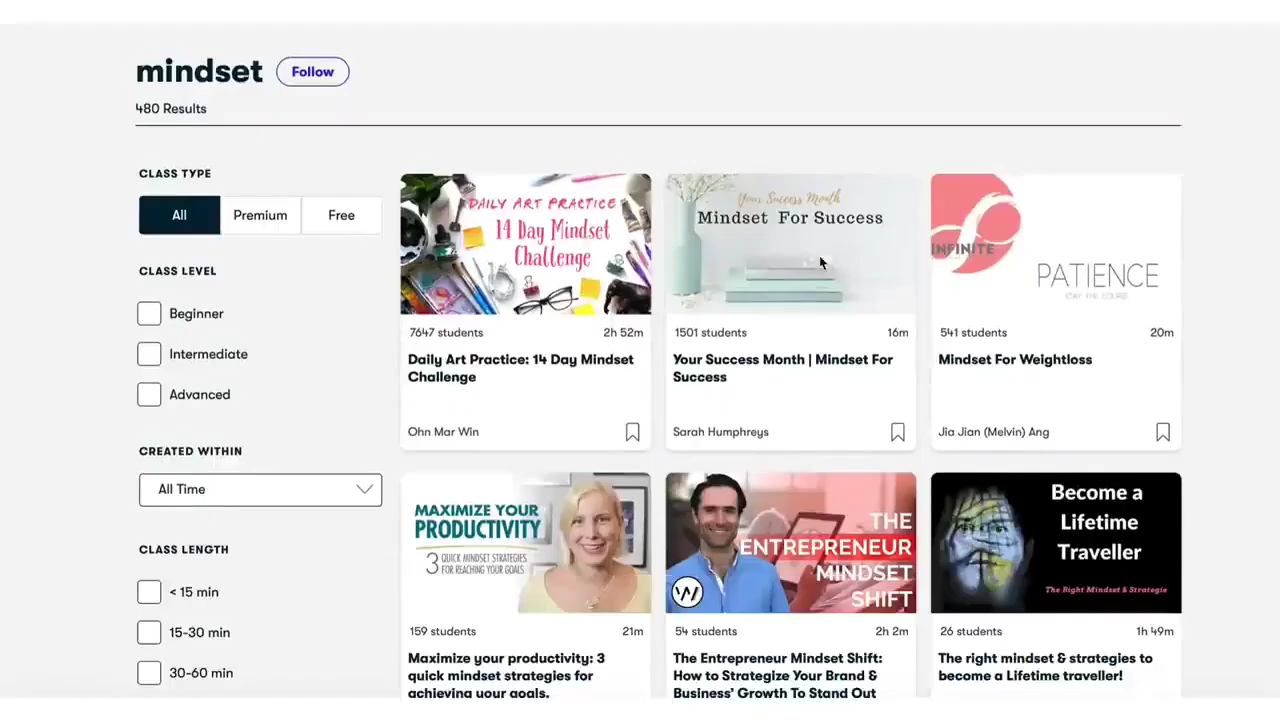 mindset
Follow
480 Results
CLASS TYPE
All
Premium
Free
CLASS LEVEL
Beginner
Intermediate
Advanced
CREATED WITHIN
All Time
CLASS LENGTH
< 15 min
15-30 min
30-60 min
DAILY ART PRACTICE
14 Day Mindset
Challenge
7647 students
2h 52m
Daily Art Practice: 14 Day Mindset
Challenge
Ohn Mar Win
Your Success Month
Mindset For Success
1501 students
16m
Your Success Month | Mindset For
Success
Sarah Humphreys
INFINITE
PATIENCE
STAY THE COURSE
541 students
20m
Mindset For Weightloss
Jia Jian (Melvin) Ang
MAXIMIZE YOUR
PRODUCTIVITY
3 QUICK MINDSET STRATEGIES
FOR REACHING YOUR GOALS
159 students
21m
Maximize your productivity: 3
quick mindset strategies for
achieving your goals.
THE
ENTREPRENEUR
MINDSET
SHIFT
W
54 students
2h 2m
The Entrepreneur Mindset Shift:
How to Strategize Your Brand &
Business' Growth To Stand Out
Become a
Lifetime
Traveller
The Right Mindset & Strategie
26 students
1h 49m
The right mindset & strategies to
become a Lifetime traveller!